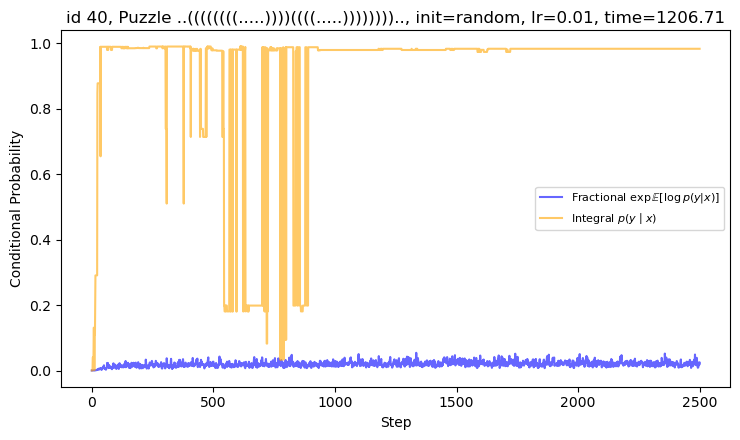 id 40, Puzzle ..((((((((.....))))((((.....)))))))).., init=random, lr=0.01, time=1206.71
Conditional Probability
1.0
0.8
0.6
0.4
0.2
0.0
Fractional exp𝔼[log p(y|x)]
Integral p(y | x)
0 500 1000 1500 2000 2500
Step